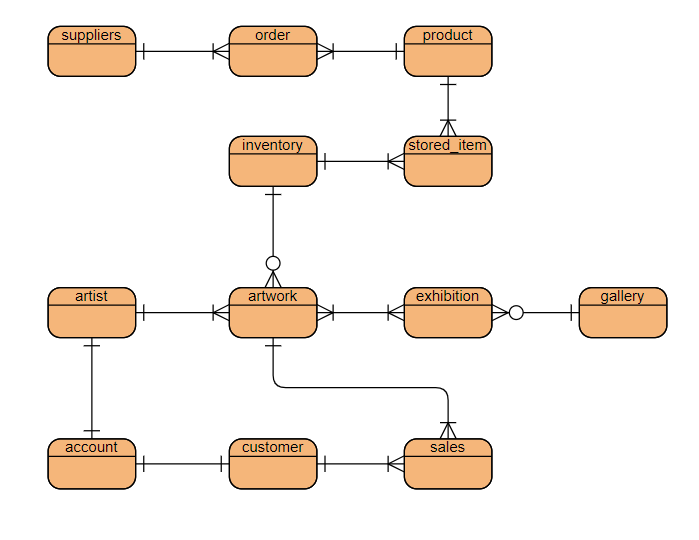 suppliers
order
product
inventory
stored_item
artist
artwork
exhibition
gallery
account
customer
sales